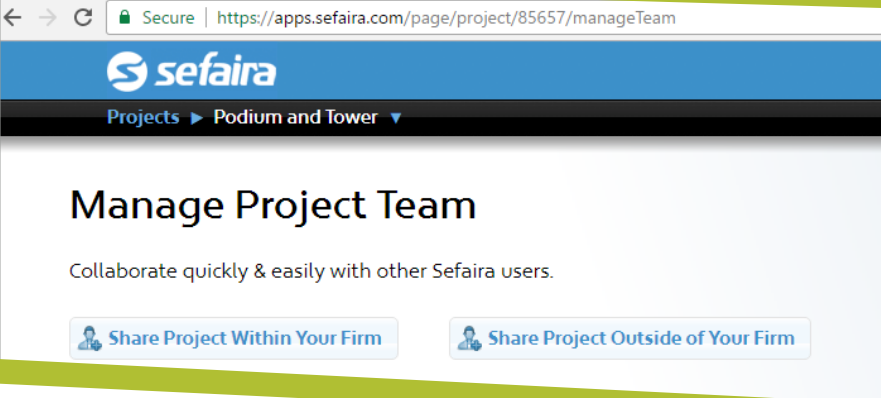 Secure | https://apps.sefaira.com/page/project/85657/manageTeam
sefaira
Projects ▶ Podium and Tower ▼
Manage Project Team
Collaborate quickly & easily with other Sefaira users.
Share Project Within Your Firm Share Project Outside of Your Firm